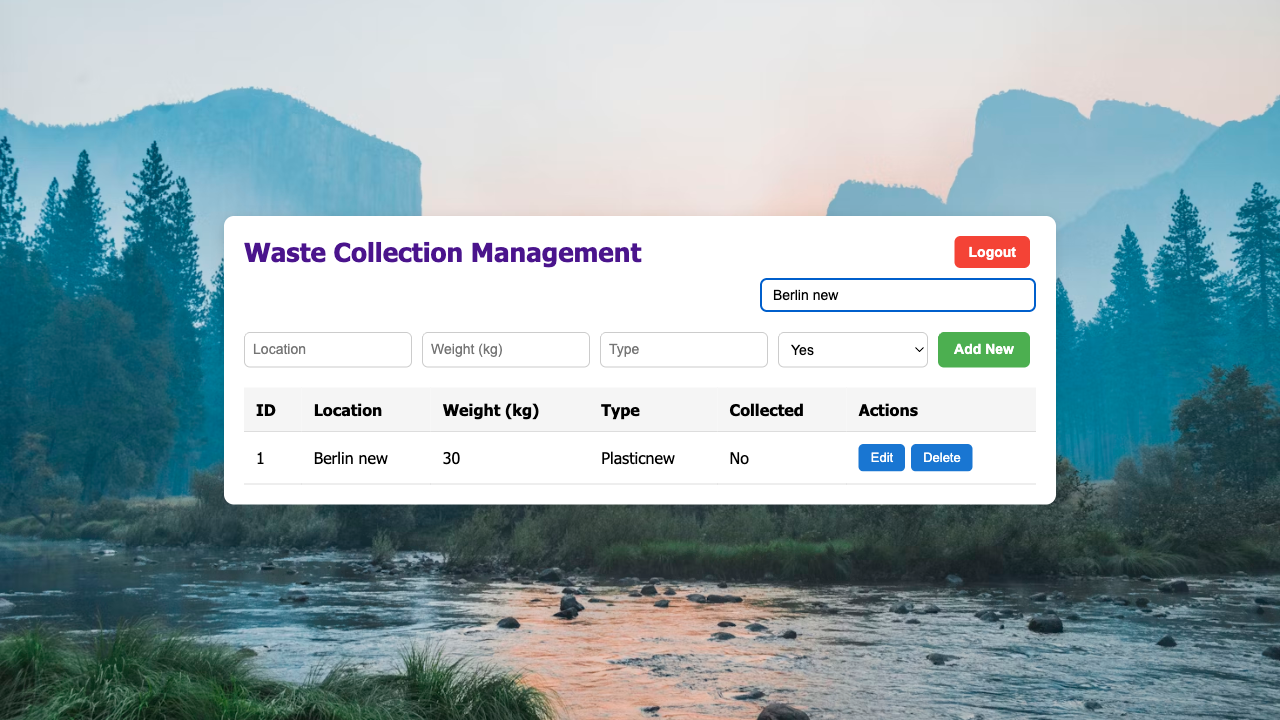 Waste Collection Management
Logout
Berlin new
Location Weight (kg) Type Yes Add New
ID Location Weight (kg) Type Collected Actions
1 Berlin new 30 Plasticnew No Edit Delete